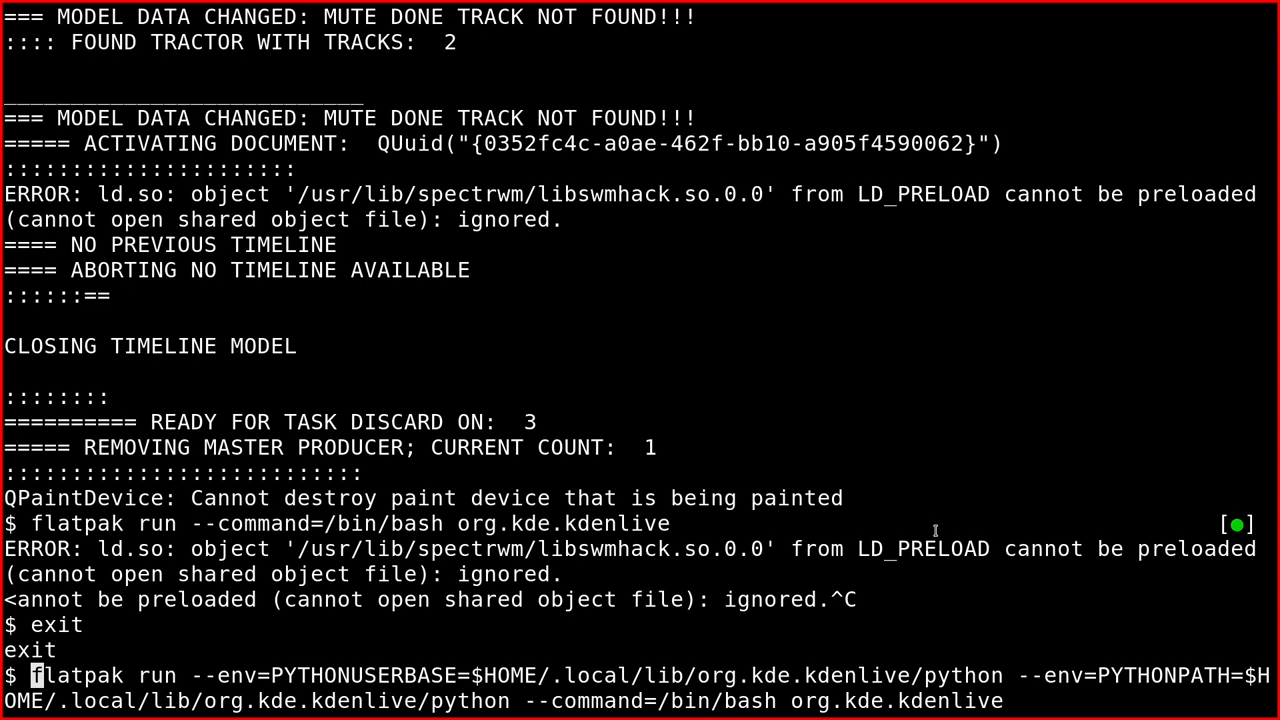 === MODEL DATA CHANGED: MUTE DONE TRACK NOT FOUND!!!
:::: FOUND TRACTOR WITH TRACKS:  2
___________________________
=== MODEL DATA CHANGED: MUTE DONE TRACK NOT FOUND!!!
===== ACTIVATING DOCUMENT:  QUuid("{0352fc4c-a0ae-462f-bb10-a905f4590062}")
::::::::::::::::::::::
ERROR: ld.so: object '/usr/lib/spectrwm/libswmhack.so.0.0' from LD_PRELOAD cannot be preloaded
(cannot open shared object file): ignored.
==== NO PREVIOUS TIMELINE
==== ABORTING NO TIMELINE AVAILABLE
::::::==
CLOSING TIMELINE MODEL
::::::::
========== READY FOR TASK DISCARD ON:  3
===== REMOVING MASTER PRODUCER; CURRENT COUNT:  1
:::::::::::::::::::::::::::
QPaintDevice: Cannot destroy paint device that is being painted
$ flatpak run --command=/bin/bash org.kde.kdenlive [●]
ERROR: ld.so: object '/usr/lib/spectrwm/libswmhack.so.0.0' from LD_PRELOAD cannot be preloaded
(cannot open shared object file): ignored.
<annot be preloaded (cannot open shared object file): ignored.^C
$ exit
exit
$ flatpak run --env=PYTHONUSERBASE=$HOME/.local/lib/org.kde.kdenlive/python --env=PYTHONPATH=$H
OME/.local/lib/org.kde.kdenlive/python --command=/bin/bash org.kde.kdenlive